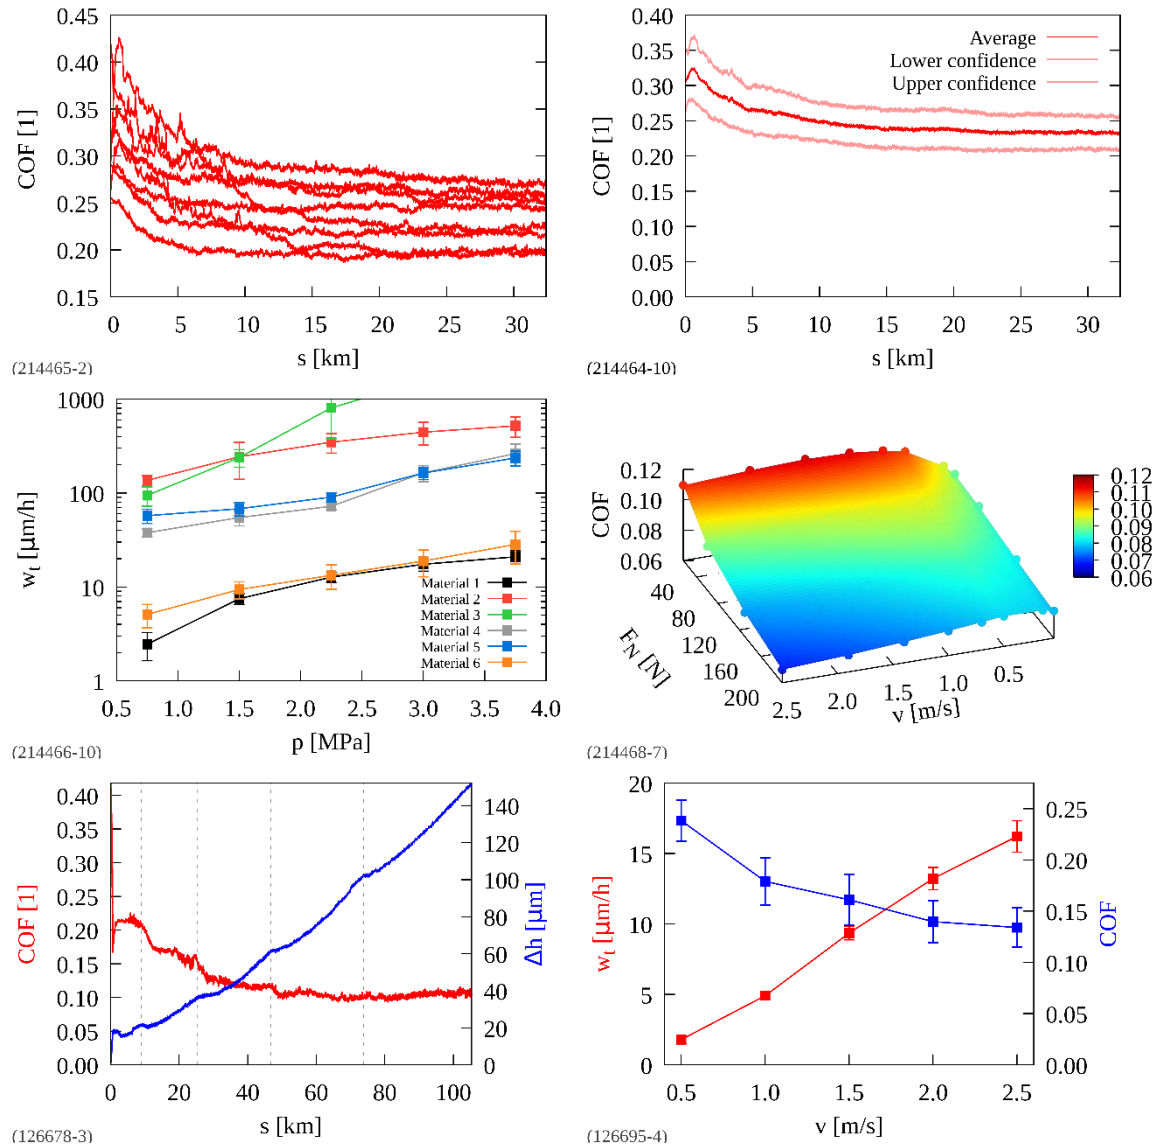 0.45
0.40
0.35
0.30
0.25
0.20
0.15
COF [1]
0 5 10 15 20 25 30
s [km]
(214465-2)
0.40
0.35
0.30
0.25
0.20
0.15
0.10
0.05
0.00
COF [1]
Average
Lower confidence
Upper confidence
0 5 10 15 20 25 30
s [km]
(214464-10)
1000
100
10
1
wt [μm/h]
Material 1
Material 2
Material 3
Material 4
Material 5
Material 6
0.5 1.0 1.5 2.0 2.5 3.0 3.5 4.0
p [MPa]
(214466-10)
0.12
0.10
0.08
0.06
COF
40
80
120
160
200
FN [N]
2.5 2.0 1.5 1.0 0.5
v [m/s]
0.12
0.11
0.10
0.09
0.08
0.07
0.06
(214468-7)
0.40
0.35
0.30
0.25
0.20
0.15
0.10
0.05
0.00
COF [1]
140
120
100
80
60
40
20
0
Δh [μm]
0 20 40 60 80 100
s [km]
(126678-3)
20
15
10
5
0
wt [μm/h]
0.25
0.20
0.15
0.10
0.05
0.00
COF
0.5 1.0 1.5 2.0 2.5
v [m/s]
(126695-4)